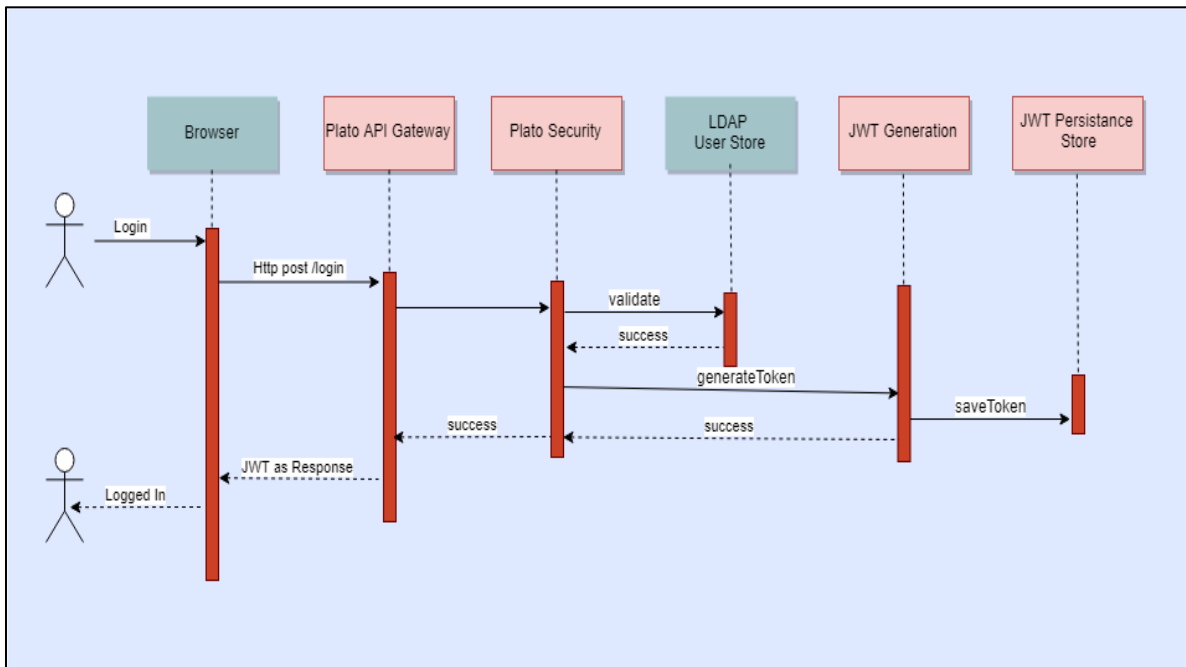 Browser
Plato API Gateway
Plato Security
LDAP
User Store
JWT Generation
JWT Persistance
Store
Login
Http post /login
validate
success
generateToken
saveToken
success
success
JWT as Response
Logged In